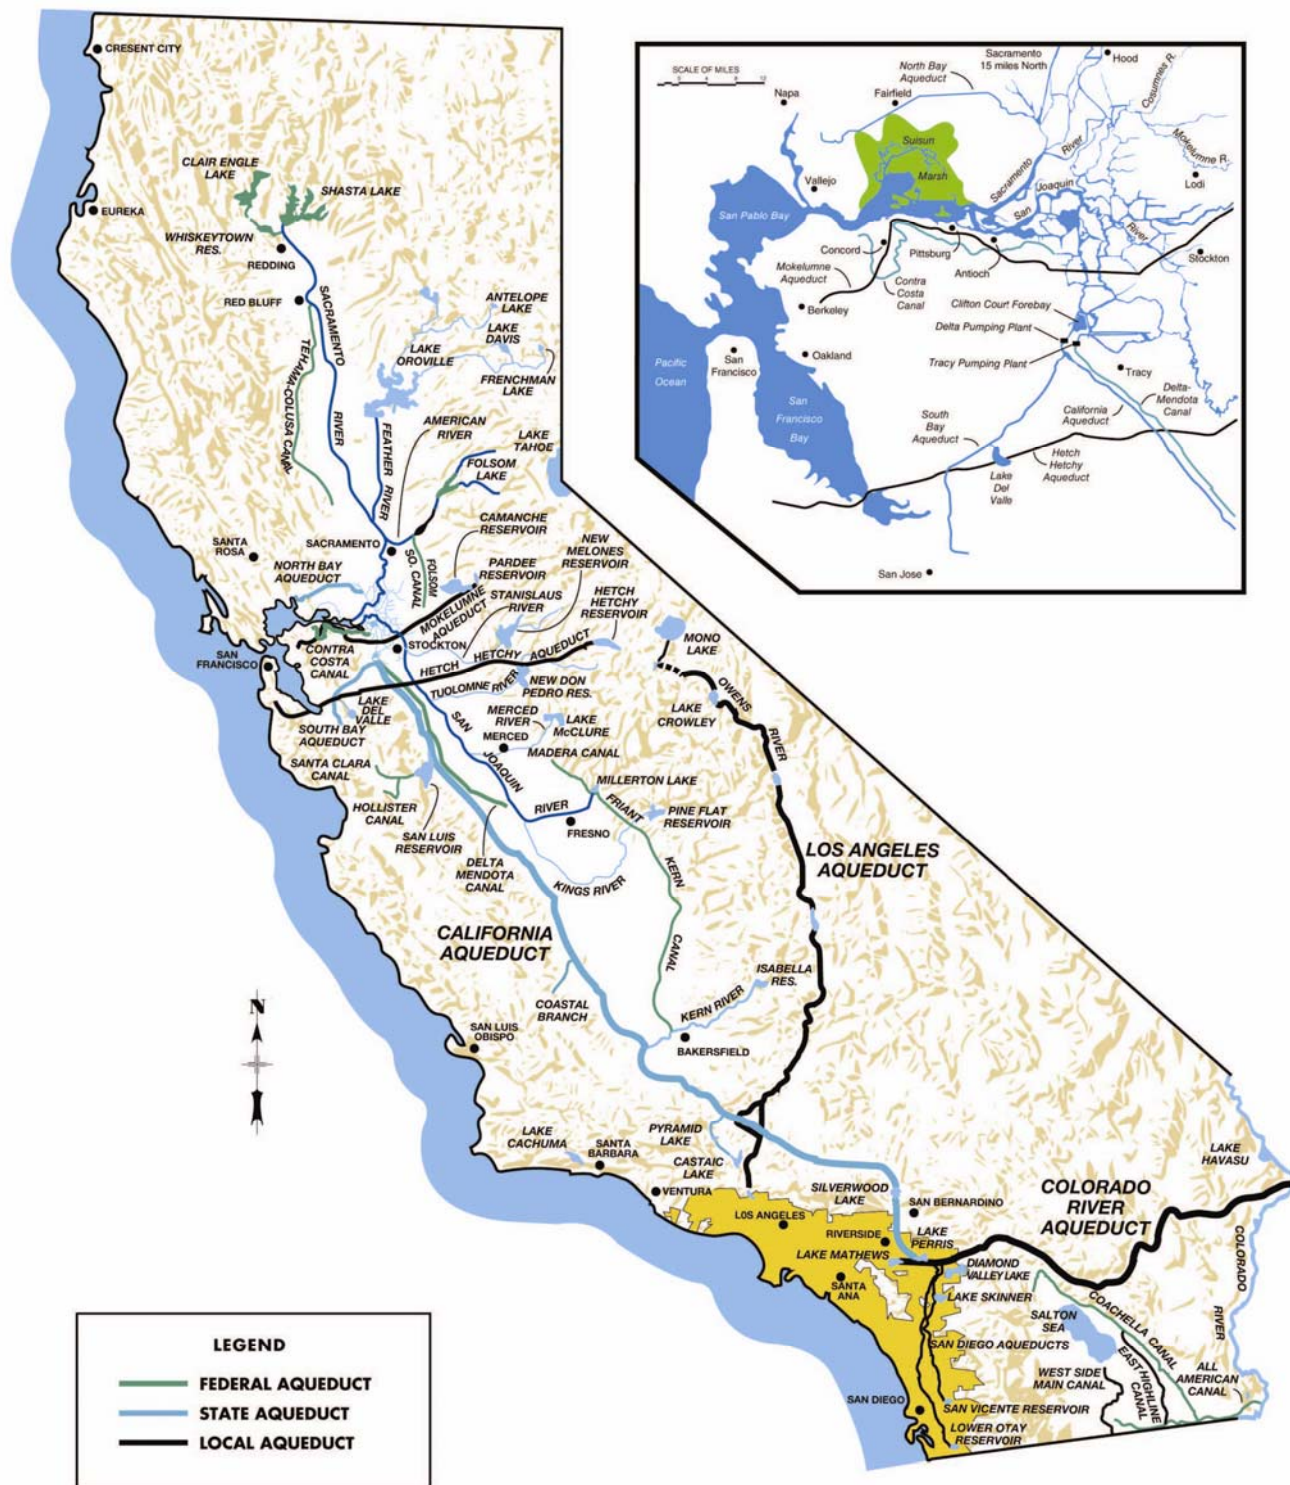 CRESENT CITY
CLAIR ENGLE
LAKE
SHASTA LAKE
EUREKA
WHISKEYTOWN
RES.
REDDING
RED BLUFF
SACRAMENTO
RIVER
TEHAMA-COLUSA CANAL
ANTELOPE
LAKE
LAKE
DAVIS
LAKE
OROVILLE
FRENCHMAN
LAKE
FEATHER
RIVER
AMERICAN
RIVER
LAKE
TAHOE
FOLSOM
LAKE
CAMANCHE
RESERVOIR
NEW
MELONES
RESERVOIR
SANTA
ROSA
SACRAMENTO
NORTH BAY
AQUEDUCT
FOLSOM
SO. CANAL
PARDEE
RESERVOIR
STANISLAUS
RIVER
HETCH
HETCHY
RESERVOIR
MOKELUMNE
AQUEDUCT
STOCKTON
MONO
LAKE
SAN
FRANCISCO
CONTRA
COSTA
CANAL
HETCH HETCHY AQUEDUCT
TUOLOMNE RIVER
NEW DON
PEDRO RES.
OWENS
RIVER
LAKE
CROWLEY
LAKE
DEL
VALLE
SOUTH BAY
AQUEDUCT
SAN
JOAQUIN
RIVER
MERCED
RIVER
LAKE
McCLURE
MERCED
MADERA CANAL
SANTA CLARA
CANAL
MILLERTON LAKE
HOLLISTER
CANAL
SAN LUIS
RESERVOIR
FRIANT
KERN
CANAL
FRESNO
PINE FLAT
RESERVOIR
DELTA
MENDOTA
CANAL
KINGS RIVER
LOS ANGELES
AQUEDUCT
CALIFORNIA
AQUEDUCT
ISABELLA
RES.
COASTAL
BRANCH
KERN RIVER
N
SAN LUIS
OBISPO
BAKERSFIELD
LAKE
CACHUMA
SANTA
BARBARA
PYRAMID
LAKE
CASTAIC
LAKE
VENTURA
LOS ANGELES
SILVERWOOD
LAKE
SAN BERNARDINO
RIVERSIDE
LAKE
PERRIS
LAKE MATHEWS
COLORADO
RIVER
AQUEDUCT
LAKE
HAVASU
COLORADO
RIVER
DIAMOND
VALLEY LAKE
SANTA
ANA
LAKE SKINNER
SALTON
SEA
COACHELLA CANAL
SAN DIEGO AQUEDUCTS
WEST SIDE
MAIN CANAL
EAST HIGHLINE
CANAL
ALL
AMERICAN
CANAL
SAN DIEGO
SAN VICENTE RESERVOIR
LOWER OTAY
RESERVOIR
LEGEND
FEDERAL AQUEDUCT
STATE AQUEDUCT
LOCAL AQUEDUCT
SCALE OF MILES
Napa
Fairfield
North Bay
Aqueduct
Sacramento
15 miles North
Hood
Cosumnes R.
Mokelumne R.
Suisun
Marsh
Vallejo
San Pablo Bay
Sacramento River
San Joaquin River
Lodi
Concord
Pittsburg
Antioch
Stockton
Mokelumne
Aqueduct
Contra
Costa
Canal
Berkeley
Clifton Court Forebay
Delta Pumping Plant
Tracy Pumping Plant
Oakland
San
Francisco
Pacific
Ocean
Tracy
San
Francisco
Bay
South
Bay
Aqueduct
California
Aqueduct
Delta-
Mendota
Canal
Lake
Del
Valle
Hetch
Hetchy
Aqueduct
San Jose